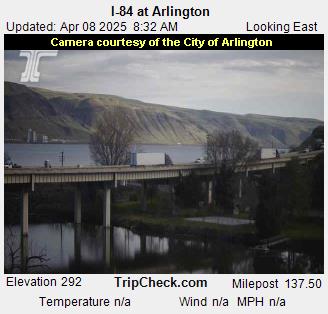 I-84 at Arlington
Updated: Apr 08 2025 8:32 AM Looking East
Camera courtesy of the City of Arlington
Elevation 292 TripCheck.com Milepost 137.50
Temperature n/a Wind n/a MPH n/a